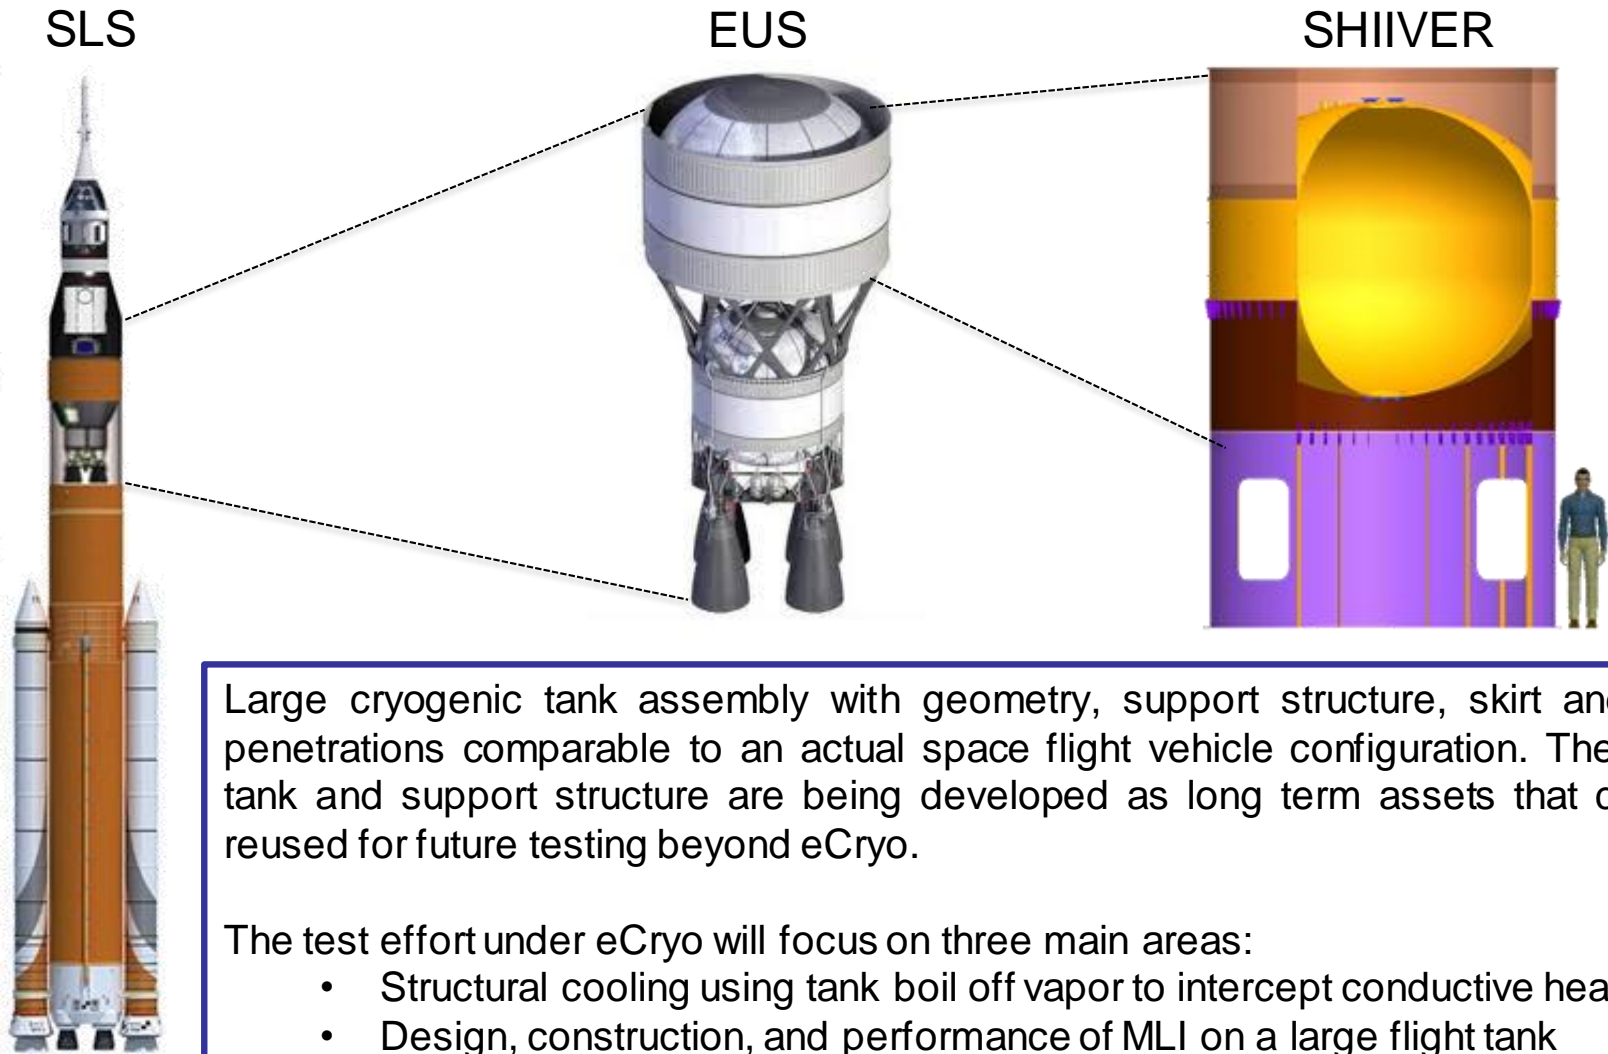 SLS
EUS
SHIIVER
Large cryogenic tank assembly with geometry, support structure, skirt
penetrations comparable to an actual space flight vehicle configuration. The
tank and support structure are being developed as long term assets that
reused for future testing beyond eCryo.
The test effort under eCryo will focus on three main areas:
• Structural cooling using tank boil off vapor to intercept conductive
• Design, construction, and performance of MLI on a large flight tank